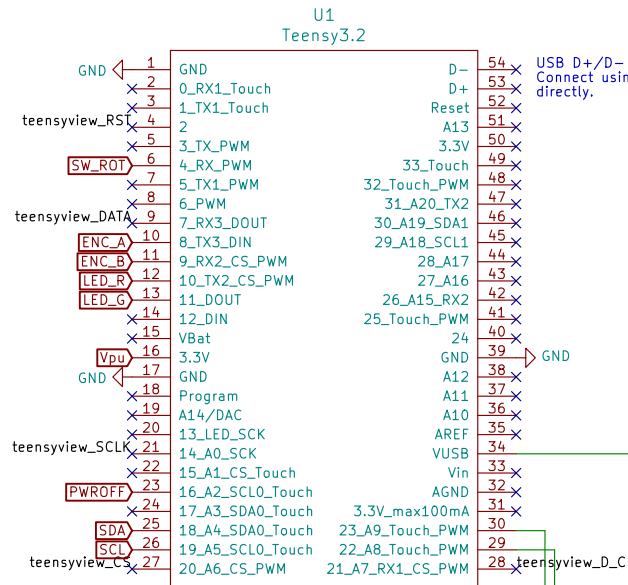 U1
Teensy3.2
GND 1 GND D- 54 USB D+/D-
2 0_RX1_Touch D+ 53 Connect usin
3 1_TX1_Touch Reset 52 directly.
teensyview_RST 4 2 A13 51
5 3_TX_PWM 3.3V 50
SW_ROT 6 4_RX_PWM 33_Touch 49
7 5_TX1_PWM 32_Touch_PWM 48
8 6_PWM 31_A20_TX2 47
teensyview_DATA 9 7_RX3_DOUT 30_A19_SDA1 46
ENC_A 10 8_TX3_DIN 29_A18_SCL1 45
ENC_B 11 9_RX2_CS_PWM 28_A17 44
LED_R 12 10_TX2_CS_PWM 27_A16 43
LED_G 13 11_DOUT 26_A15_RX2 42
14 12_DIN 25_Touch_PWM 41
15 VBat 24 40
Vpu 16 3.3V GND 39 GND
GND 17 GND A12 38
18 Program A11 37
19 A14/DAC A10 36
20 13_LED_SCK AREF 35
teensyview_SCLK 21 14_A0_SCK VUSB 34
22 15_A1_CS_Touch Vin 33
PWROFF 23 16_A2_SCL0_Touch AGND 32
24 17_A3_SDA0_Touch 3.3V_max100mA 31
SDA 25 18_A4_SDA0_Touch 23_A9_Touch_PWM 30
SCL 26 19_A5_SCL0_Touch 22_A8_Touch_PWM 29
teensyview_CS 27 20_A6_CS_PWM 21_A7_RX1_CS_PWM 28 teensyview_D_C